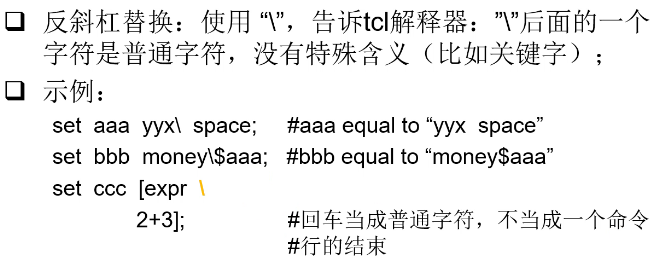 反斜杠替换：使用 “\”，告诉tcl解释器：”\”后面的一个
字符是普通字符，没有特殊含义（比如关键字）；
示例：
set aaa yyx\ space; #aaa equal to “yyx space”
set bbb money\$aaa; #bbb equal to “money$aaa”
set ccc [expr \
2+3]; #回车当成普通字符，不当成一个命令
#行的结束